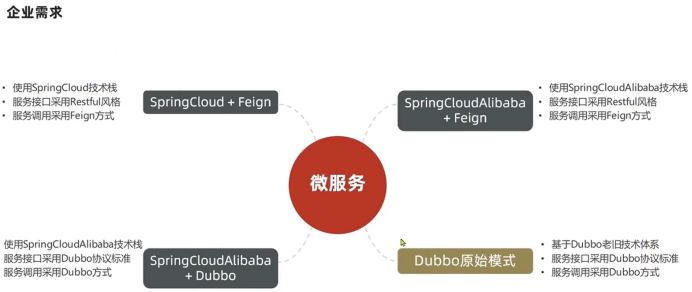 企业需求
• 使用SpringCloud技术栈
• 服务接口采用Restful风格
• 服务调用采用Feign方式
SpringCloud + Feign
SpringCloudAlibaba
+ Feign
• 使用SpringCloudAlibaba技术栈
• 服务接口采用Restful风格
• 服务调用采用Feign方式
微服务
使用SpringCloudAlibaba技术栈
服务接口采用Dubbo协议标准
服务调用采用Dubbo方式
SpringCloudAlibaba
+ Dubbo
Dubbo原始模式
• 基于Dubbo老旧技术体系
• 服务接口采用Dubbo协议标准
• 服务调用采用Dubbo方式